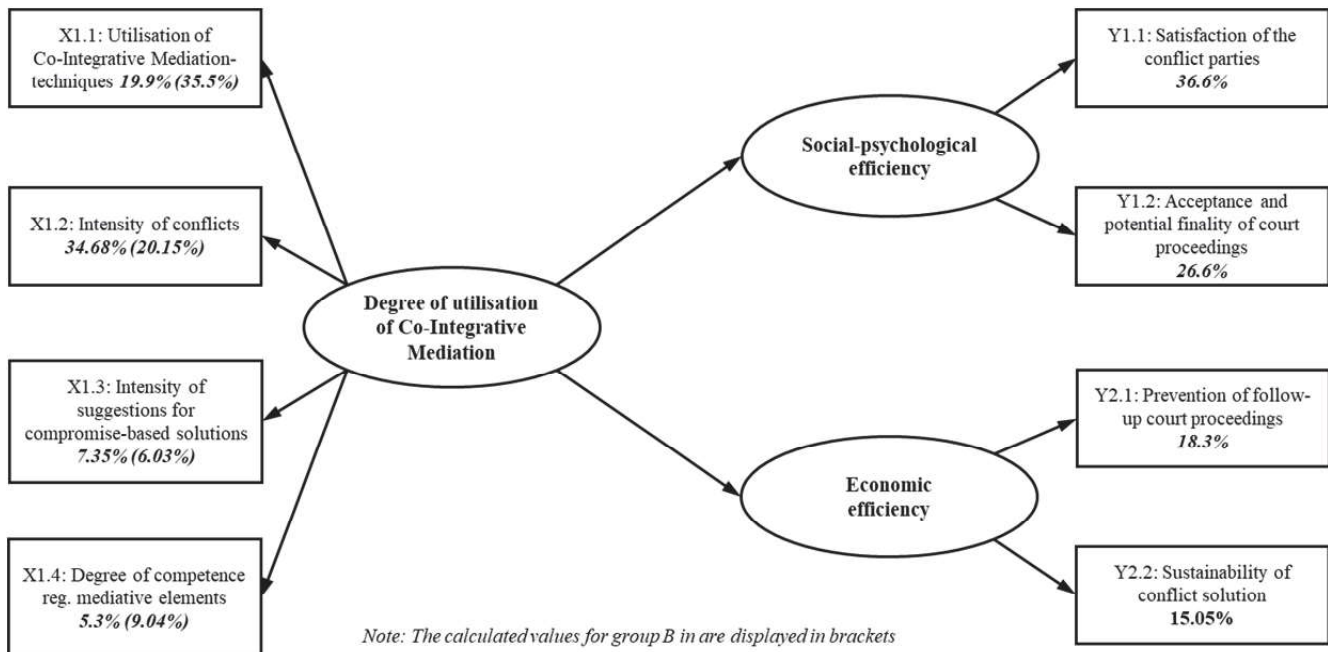 X1.1: Utilisation of
Co-Integrative Mediation-
techniques 19.9% (35.5%)
X1.2: Intensity of conflicts
34.68% (20.15%)
X1.3: Intensity of
suggestions for
compromise-based solutions
7.35% (6.03%)
X1.4: Degree of competence
reg. mediative elements
5.3% (9.04%)
Degree of utilisation
of Co-Integrative
Mediation
Social-psychological
efficiency
Economic
efficiency
Y1.1: Satisfaction of the
conflict parties
36.6%
Y1.2: Acceptance and
potential finality of court
proceedings
26.6%
Y2.1: Prevention of follow-
up court proceedings
18.3%
Y2.2: Sustainability of
conflict solution
15.05%
Note: The calculated values for group B in are displayed in brackets